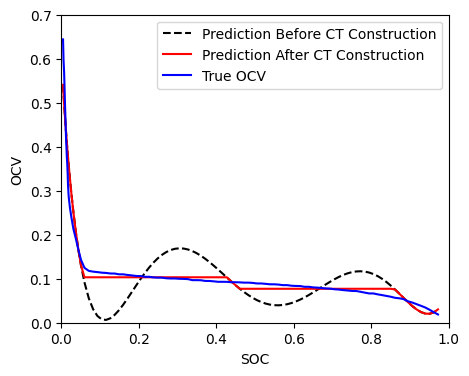 Prediction Before CT Construction
Prediction After CT Construction
True OCV
OCV
0.7
0.6
0.5
0.4
0.3
0.2
0.1
0.0
0.0 0.2 0.4 0.6 0.8 1.0
SOC